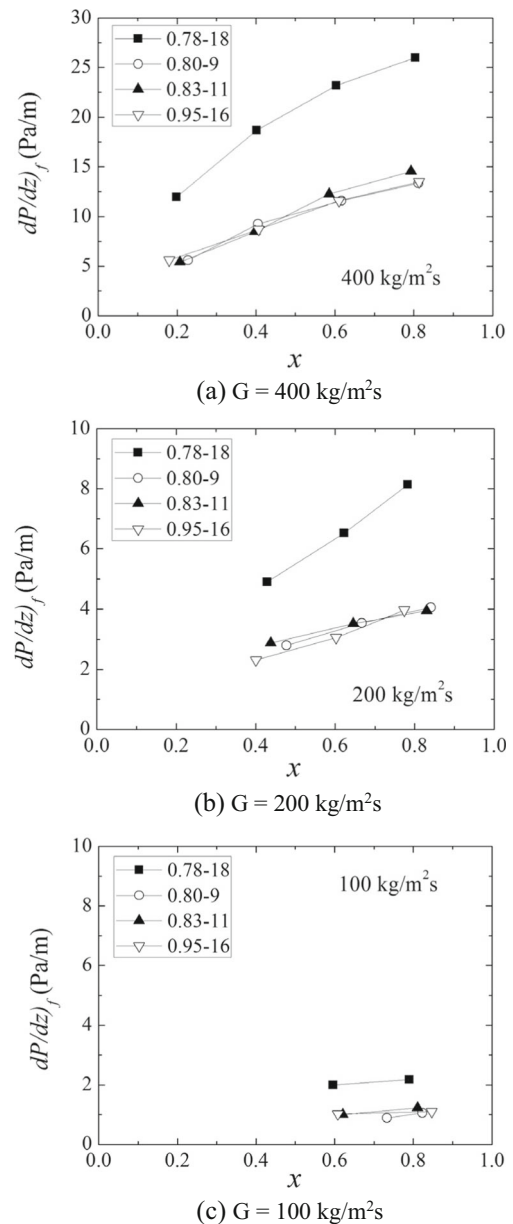 30
25
20
15
10
5
0
dP/dz)f (Pa/m)
0.78-18
0.80-9
0.83-11
0.95-16
400 kg/m²s
0.0 0.2 0.4 0.6 0.8 1.0
x
(a) G = 400 kg/m²s
10
8
6
4
2
0
dP/dz)f (Pa/m)
0.78-18
0.80-9
0.83-11
0.95-16
200 kg/m²s
0.0 0.2 0.4 0.6 0.8 1.0
x
(b) G = 200 kg/m²s
10
8
6
4
2
0
dP/dz)f (Pa/m)
0.78-18
0.80-9
0.83-11
0.95-16
100 kg/m²s
0.0 0.2 0.4 0.6 0.8 1.0
x
(c) G = 100 kg/m²s